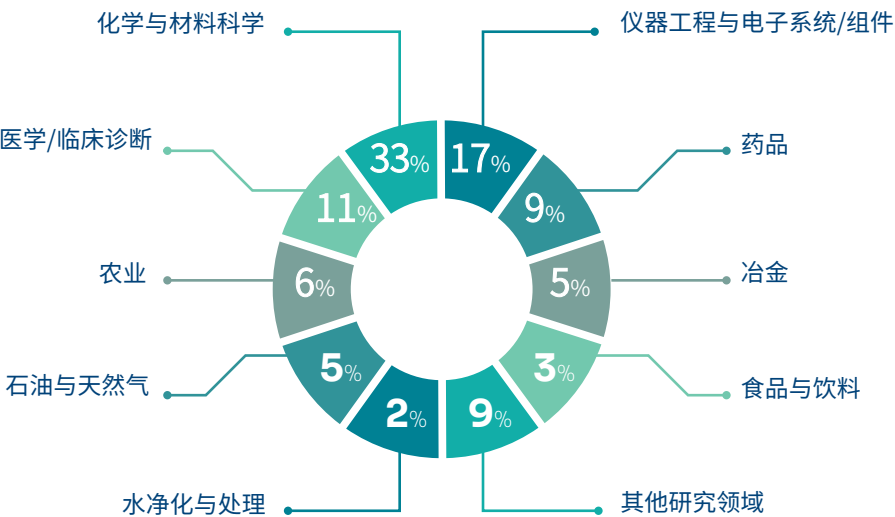 化学与材料科学
仪器工程与电子系统/组件
医学/临床诊断
药品
33%
17%
11%
9%
农业
6%
5%
冶金
石油与天然气
5%
3%
食品与饮料
2%
9%
水净化与处理
其他研究领域